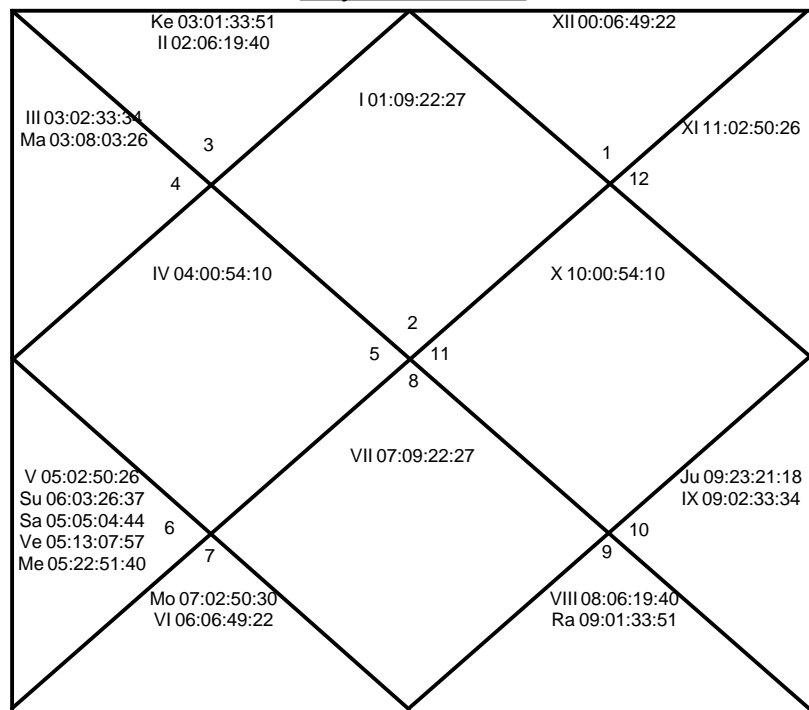 Ke 03:01:33:51
II 02:06:19:40
XII 00:06:49:22
I 01:09:22:27
III 03:02:33:34
Ma 03:08:03:26
XI 11:02:50:26
3
1
4
12
IV 04:00:54:10
X 10:00:54:10
2
5
11
8
VII 07:09:22:27
V 05:02:50:26
Su 06:03:26:37
Sa 05:05:04:44
Ve 05:13:07:57
Me 05:22:51:40
Ju 09:23:21:18
IX 09:02:33:34
6
10
7
9
Mo 07:02:50:30
VI 06:06:49:22
VIII 08:06:19:40
Ra 09:01:33:51